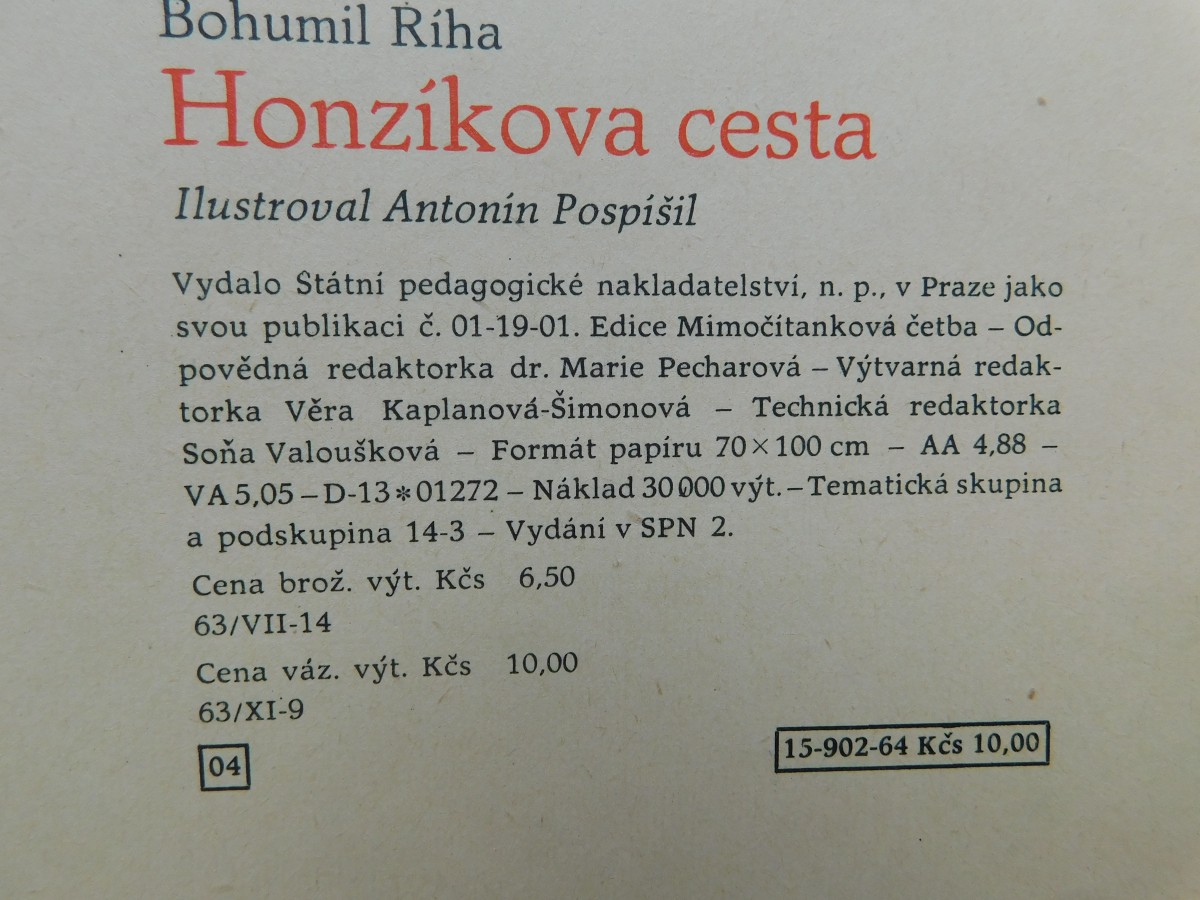 Bohumil Říha
Honzíkova cesta
Ilustroval Antonín Pospíšil
Vydalo Státní pedagogické nakladatelství, n. p., v Praze jako
svou publikaci č. 01-19-01. Edice Mimočítanková četba – Od-
povědná redaktorka dr. Marie Pecharová – Výtvarná redak-
torka Věra Kaplanová-Šimonová – Technická redaktorka
Soňa Valoušková – Formát papíru 70×100 cm – AA 4,88 –
VA 5,05 – D-13*01272 – Náklad 30 000 výt. – Tematická skupina
a podskupina 14-3 – Vydání v SPN 2.
Cena brož. výt. Kčs 6,50
63/VII-14
Cena váz. výt. Kčs 10,00
63/XI-9
04
15-902-64 Kčs 10,00